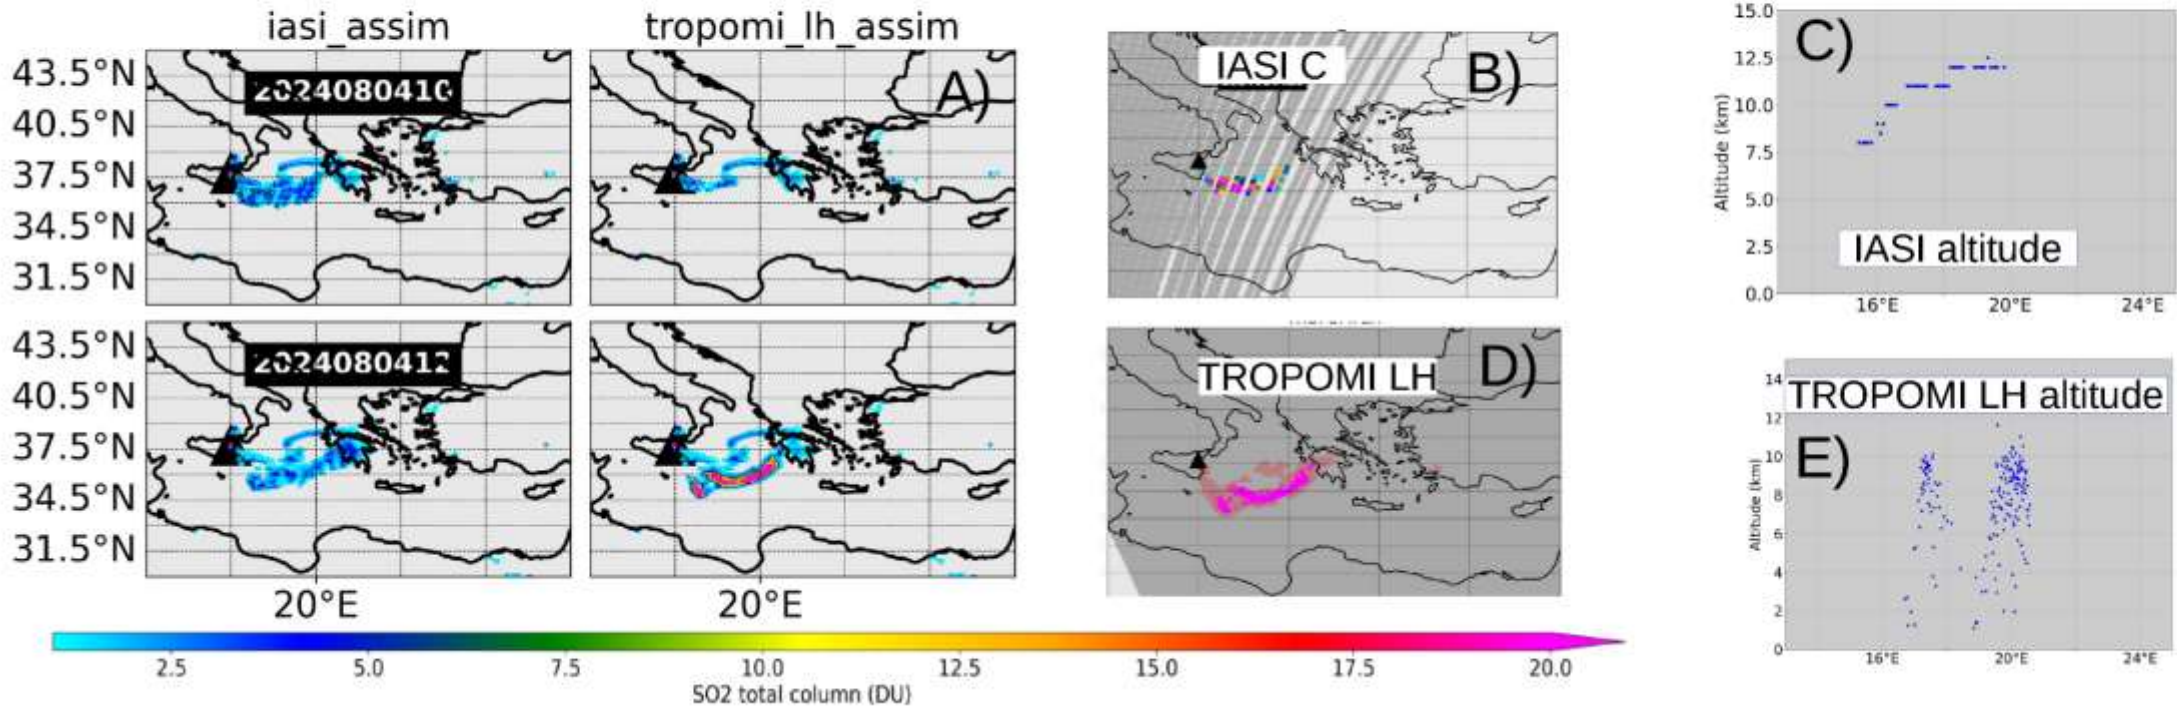 iasi_assim
tropomi_lh_assim
43.5°N
40.5°N
37.5°N
34.5°N
31.5°N
2024080410
A)
IASI C
B)
C)
15.0
12.5
10.0
7.5
5.0
2.5
0.0
Altitude (km)
IASI altitude
16°E
20°E
24°E
43.5°N
40.5°N
37.5°N
34.5°N
31.5°N
2024080412
TROPOMI LH
D)
20°E
20°E
14
12
10
8
6
4
2
0
Altitude (km)
TROPOMI LH altitude
E)
16°E
20°E
24°E
2.5
5.0
7.5
10.0
12.5
15.0
17.5
20.0
SO2 total column (DU)